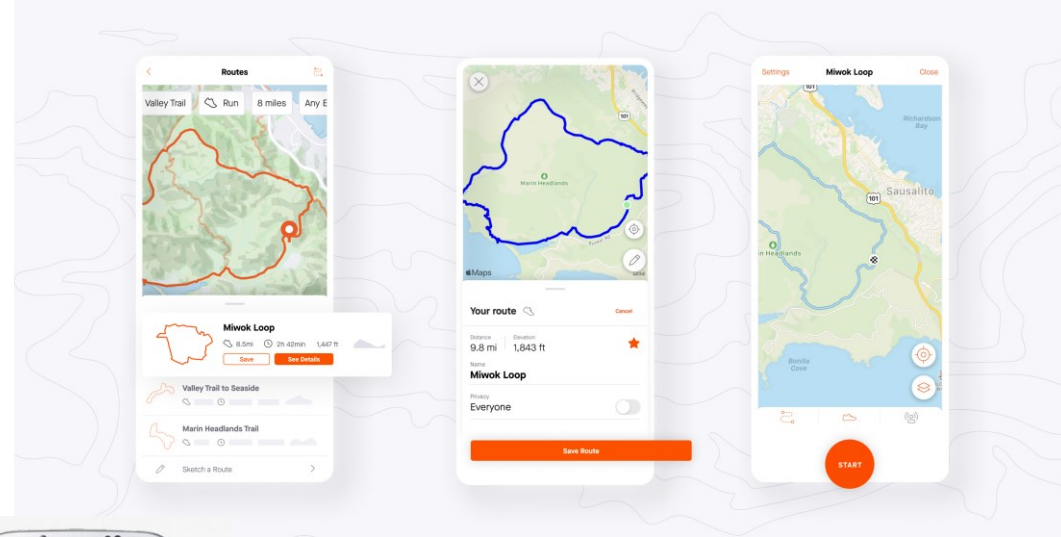 Routes
Valley Trail
Run
8 miles
Any E
Miwok Loop
8.5mi 2h 42min 1,447 ft
Save
See Details
Valley Trail to Seaside
Marin Headlands Trail
Sketch a Route
101
Marin Headlands
Maps
Your route
Cancel
Distance Elevation
9.8 mi 1,843 ft
Name
Miwok Loop
Privacy
Everyone
Save Route
Settings Miwok Loop Close
101
Richardson
Bay
Sausalito
101
in Headlands
Bonita
Cove
START